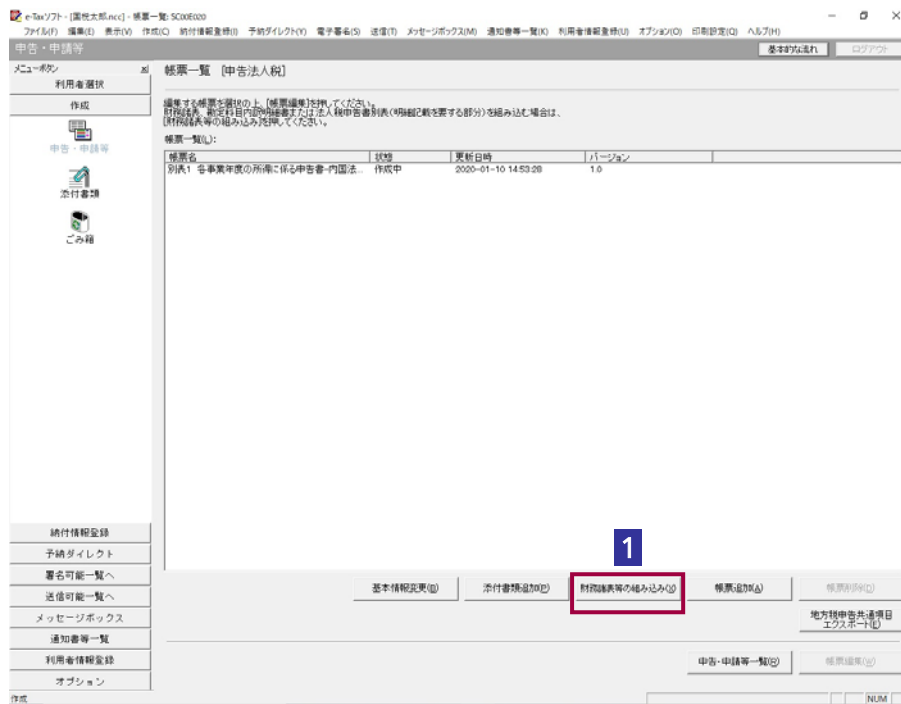 e-Taxソフト - [国税太郎.ncc] - 帳票一覧: SC00E020
ファイル(F) 編集(E) 表示(V) 作成(C) 納付情報登録(I) 予納ダイレクト(Y) 電子署名(S) 送信(T) メッセージボックス(M) 通知書等一覧(K) 利用者情報登録(U) オプション(O) 印刷設定(Q) ヘルプ(H)
申告・申請等
基本的な流れ
ログアウト
メニューボタン
利用者選択
作成
申告・申請等
添付書類
ごみ箱
帳票一覧 [申告法人税]
編集する帳票を選択の上、[帳票編集]を押してください。
財務諸表、勘定科目内訳明細書または法人税申告書別表(明細記載を要する部分)を組み込む場合は、
[財務諸表等の組み込み]を押してください。
帳票一覧(L):
帳票名 状態 更新日時 バージョン
別表1 各事業年度の所得に係る申告書-内国法... 作成中 2020-01-10 14:53:28 1.0
1
基本情報変更(B) 添付書類追加(P) 財務諸表等の組み込み(X) 帳票追加(A) 帳票削除(D)
地方税申告共通項目
エクスポート(E)
申告・申請等一覧(R) 帳票編集(W)
納付情報登録
予納ダイレクト
署名可能一覧へ
送信可能一覧へ
メッセージボックス
通知書等一覧
利用者情報登録
オプション
作成
NUM